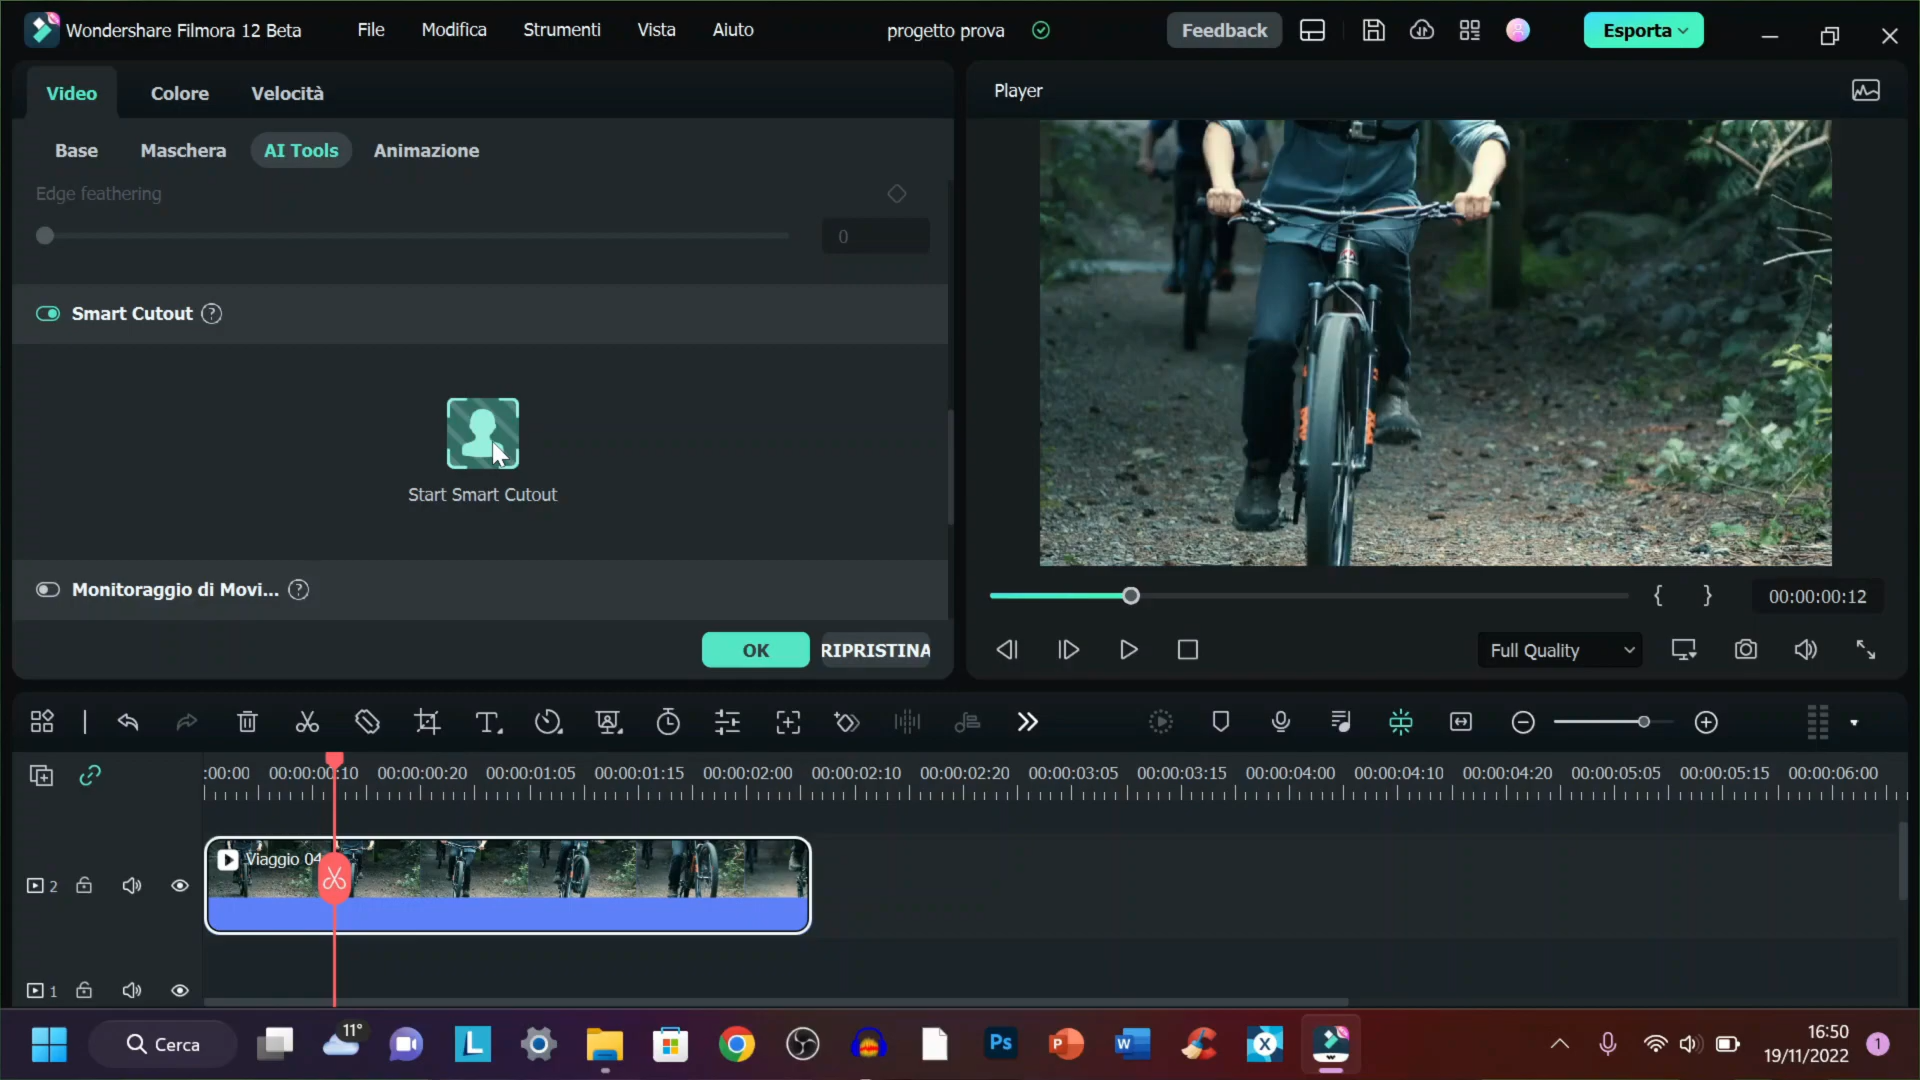 Wondershare Filmora 12 Beta
File
Modifica
Strumenti
Vista
Aiuto
progetto prova
Feedback
Esporta
Video
Colore
Velocità
Base
Maschera
AI Tools
Animazione
Edge feathering
0
Smart Cutout
Start Smart Cutout
Monitoraggio di Movi...
OK
RIPRISTINA
Player
{ }
00:00:00:12
Full Quality
:00:00
00:00:00:10
00:00:00:20
00:00:01:05
00:00:01:15
00:00:02:00
00:00:02:10
00:00:02:20
00:00:03:05
00:00:03:15
00:00:04:00
00:00:04:10
00:00:04:20
00:00:05:05
00:00:05:15
00:00:06:00
Viaggio 04
2
1
Cerca
11°
L
Ps
P
W
X
16:50
19/11/2022
1